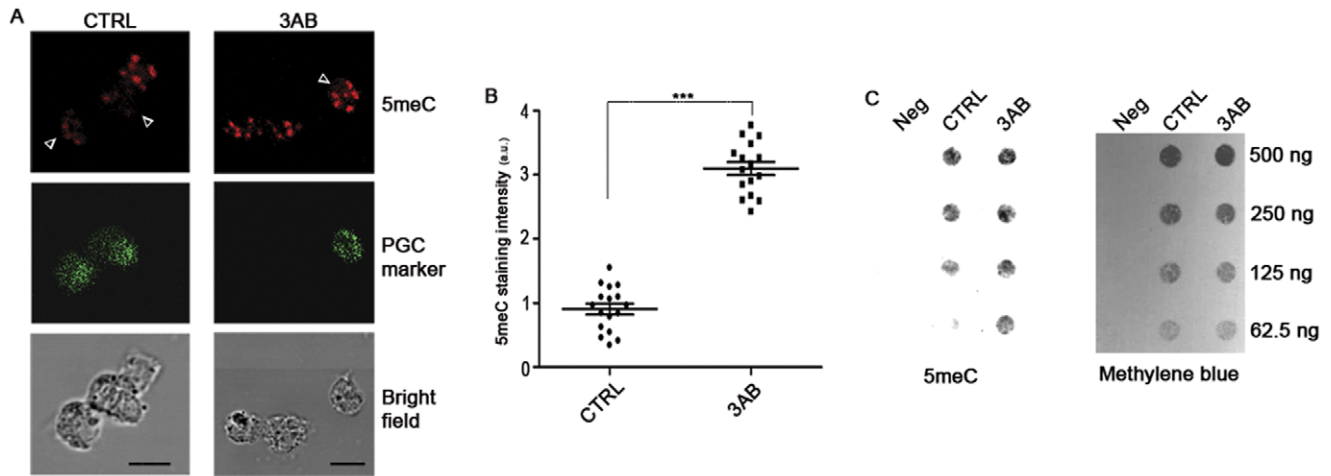 A
CTRL
3AB
5meC
PGC
marker
Bright
field
B
***
5meC staining intensity (a.u.)
4
3
2
1
0
CTRL
3AB
C
Neg
CTRL
3AB
5meC
Neg
CTRL
3AB
500 ng
250 ng
125 ng
62.5 ng
Methylene blue